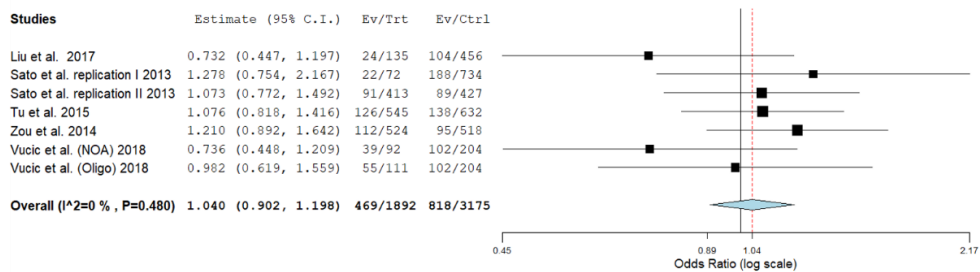 Studies Estimate (95% C.I.) Ev/Trt Ev/Ctrl
Liu et al. 2017 0.732 (0.447, 1.197) 24/135 104/456
Sato et al. replication I 2013 1.278 (0.754, 2.167) 22/72 188/734
Sato et al. replication II 2013 1.073 (0.772, 1.492) 91/413 89/427
Tu et al. 2015 1.076 (0.818, 1.416) 126/545 138/632
Zou et al. 2014 1.210 (0.892, 1.642) 112/524 95/518
Vucic et al. (NOA) 2018 0.736 (0.448, 1.209) 39/92 102/204
Vucic et al. (Oligo) 2018 0.982 (0.619, 1.559) 55/111 102/204
Overall (I^2=0 % , P=0.480) 1.040 (0.902, 1.198) 469/1892 818/3175
0.45 0.89 1.04 2.17
Odds Ratio (log scale)